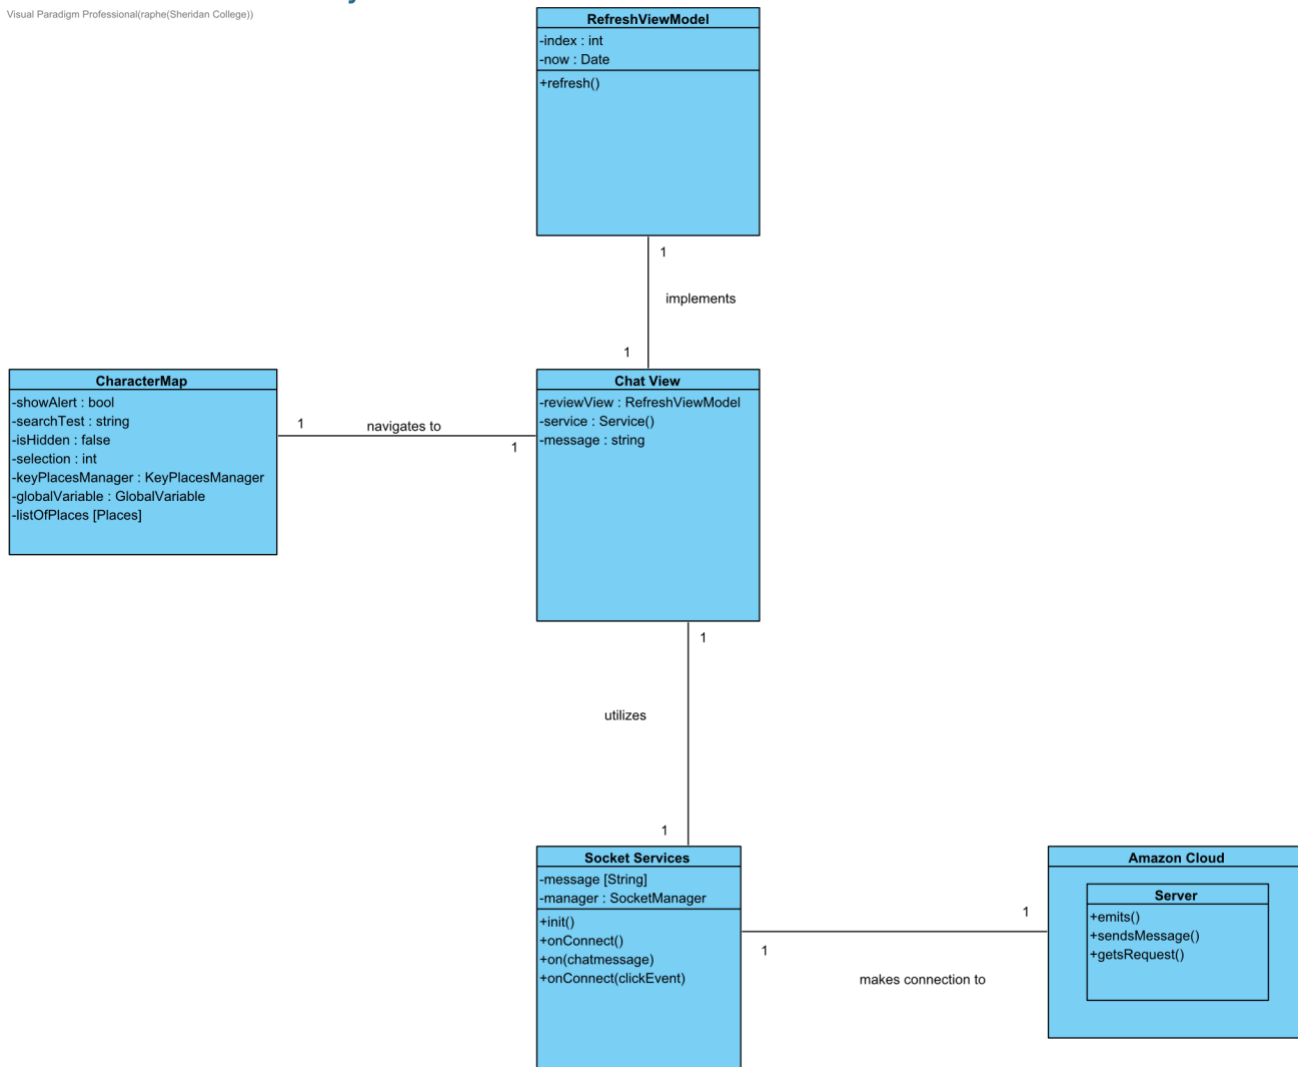 Visual Paradigm Professional(raphe(Sheridan College))
RefreshViewModel
-index : int
-now : Date
+refresh()
1
implements
1
CharacterMap
-showAlert : bool
-searchTest : string
-isHidden : false
-selection : int
-keyPlacesManager : KeyPlacesManager
-globalVariable : GlobalVariable
-listOfPlaces [Places]
1
navigates to
1
Chat View
-reviewView : RefreshViewModel
-service : Service()
-message : string
1
utilizes
1
Socket Services
-message [String]
-manager : SocketManager
+init()
+onConnect()
+on(chatmessage)
+onConnect(clickEvent)
1
makes connection to
1
Amazon Cloud
Server
+emits()
+sendsMessage()
+getsRequest()